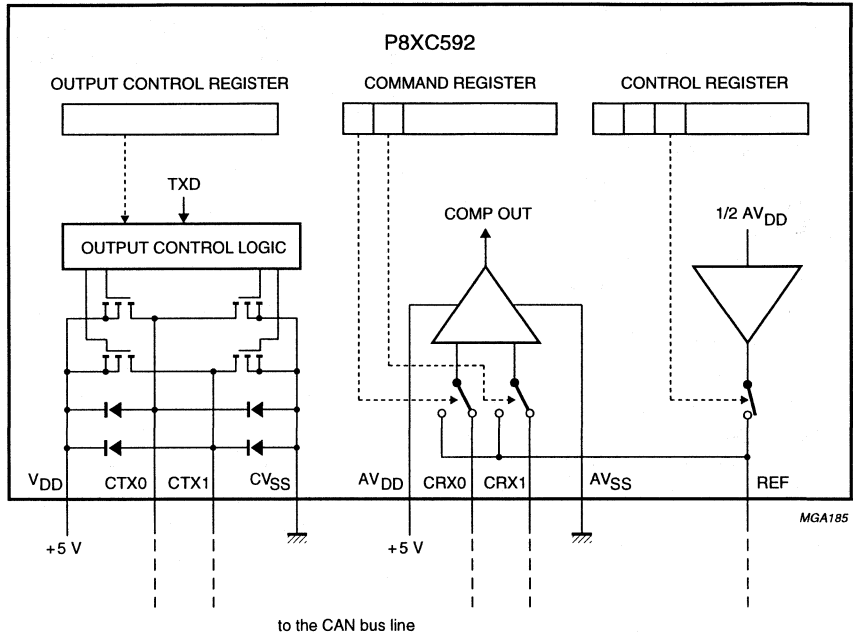 P8XC592
OUTPUT CONTROL REGISTER
COMMAND REGISTER
CONTROL REGISTER
TXD
COMP OUT
1/2 AVDD
OUTPUT CONTROL LOGIC
VDD
CTX0
CTX1
CVSS
AVDD
CRX0
CRX1
AVSS
REF
MGA185
+5 V
+5 V
to the CAN bus line